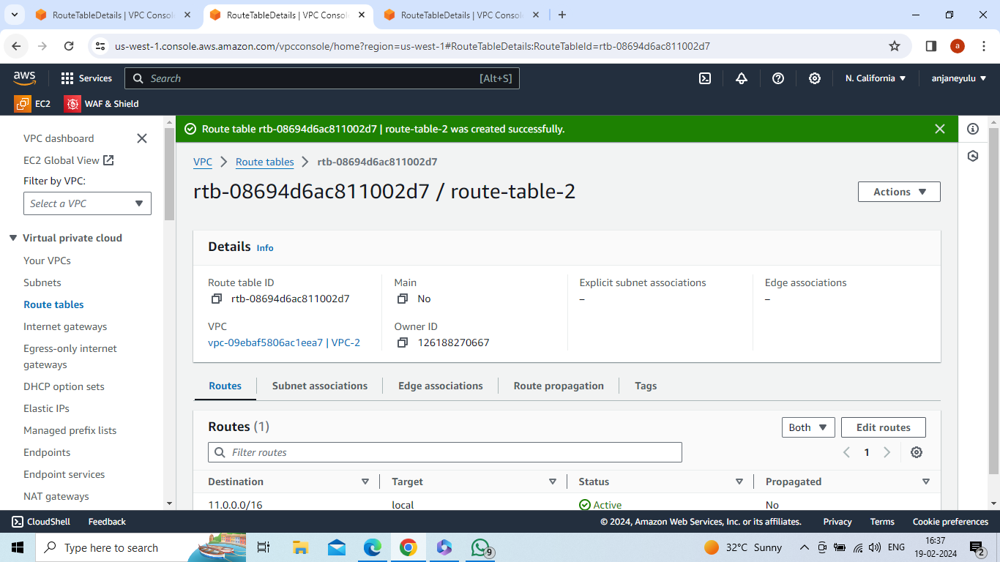 RouteTableDetails | VPC Conso
RouteTableDetails | VPC Conso
RouteTableDetails | VPC Conso
us-west-1.console.aws.amazon.com/vpcconsole/home?region=us-west-1#RouteTableDetails:RouteTableId=rtb-08694d6ac811002d7
a
aws
Services
Search
[Alt+S]
N. California
anjaneyulu
EC2
WAF & Shield
VPC dashboard
EC2 Global View
Filter by VPC:
Select a VPC
Virtual private cloud
Your VPCs
Subnets
Route tables
Internet gateways
Egress-only internet
gateways
DHCP option sets
Elastic IPs
Managed prefix lists
Endpoints
Endpoint services
NAT gateways
Route table rtb-08694d6ac811002d7 | route-table-2 was created successfully.
VPC
Route tables
rtb-08694d6ac811002d7
rtb-08694d6ac811002d7 / route-table-2
Actions
Details Info
Route table ID
rtb-08694d6ac811002d7
Main
No
Explicit subnet associations
–
Edge associations
–
VPC
vpc-09ebaf5806ac1eea7 | VPC-2
Owner ID
126188270667
Routes
Subnet associations
Edge associations
Route propagation
Tags
Routes (1)
Both
Edit routes
Filter routes
1
Destination
Target
Status
Propagated
11.0.0.0/16
local
Active
No
CloudShell
Feedback
© 2024, Amazon Web Services, Inc. or its affiliates.
Privacy
Terms
Cookie preferences
Type here to search
9
32°C Sunny
ENG
16:37
19-02-2024
2